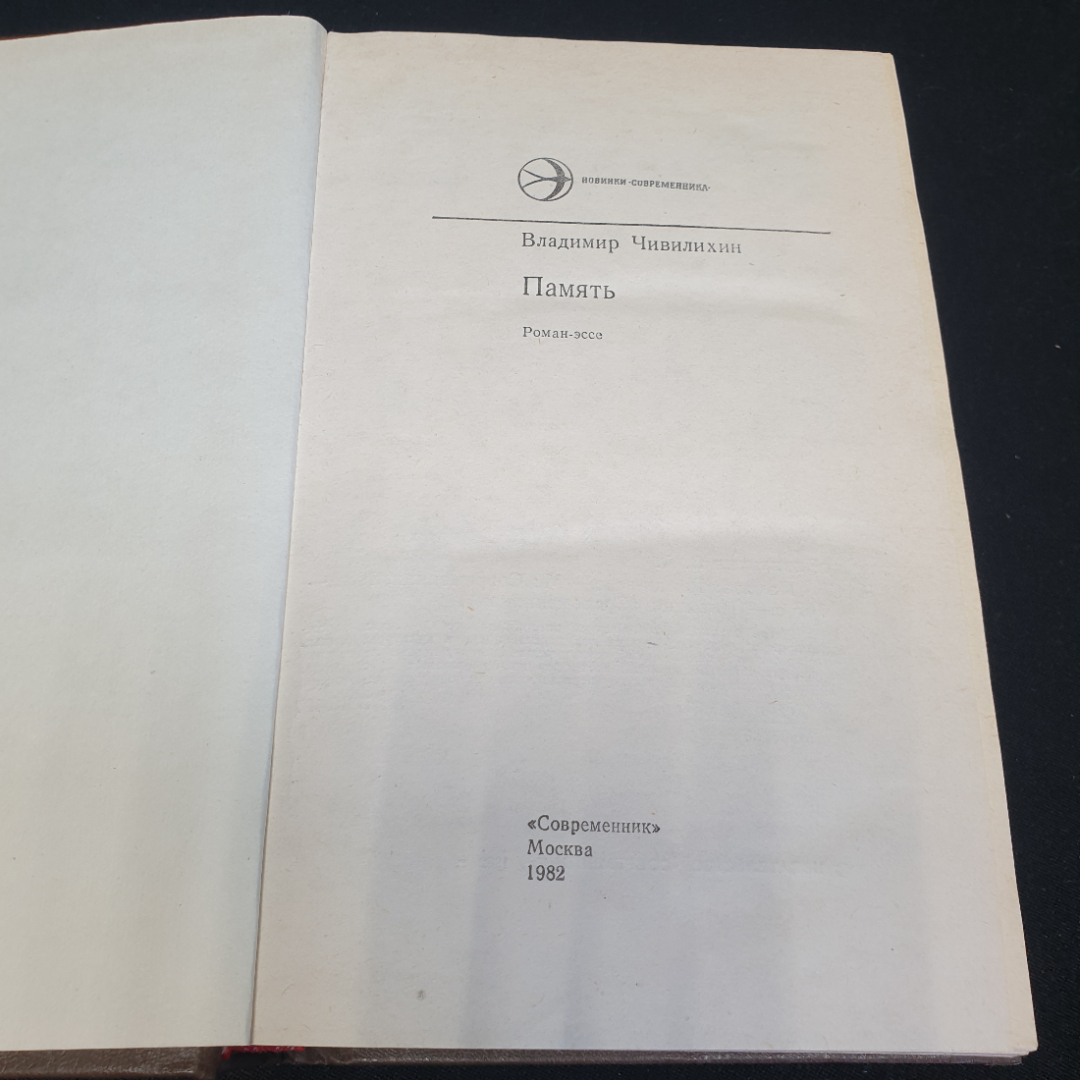 НОВИНКИ «СОВРЕМЕННИКА»
Владимир Чивилихин
Память
Роман-эссе
«Современник»
Москва
1982